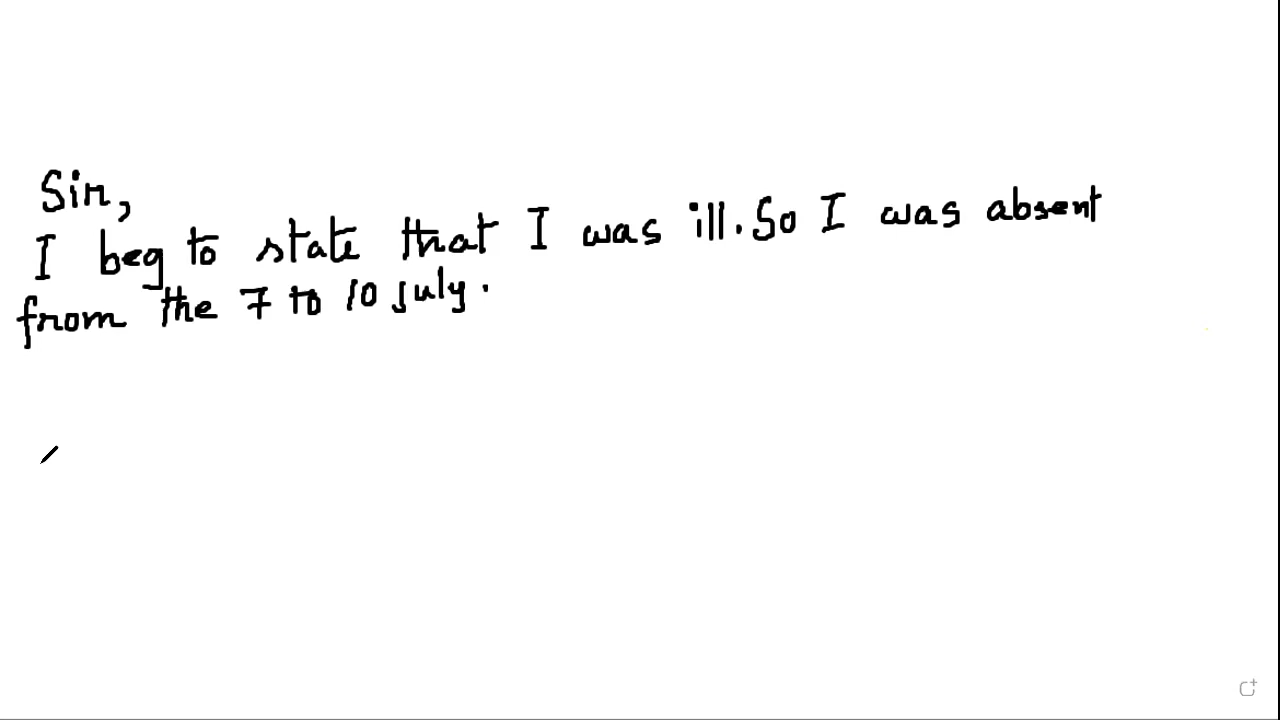 Sir,
I beg to state that I was ill. So I was absent
from the 7 to 10 july.